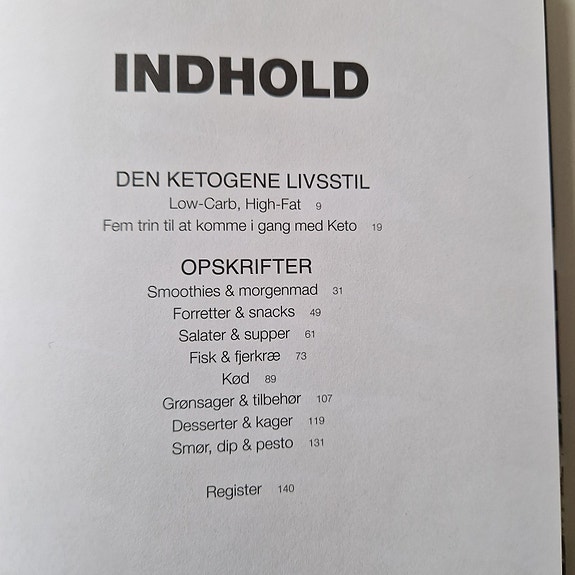 INDHOLD
DEN KETOGENE LIVSSTIL
Low-Carb, High-Fat 9
Fem trin til at komme i gang med Keto 19
OPSKRIFTER
Smoothies & morgenmad 31
Forretter & snacks 49
Salater & supper 61
Fisk & fjerkræ 73
Kød 89
Grønsager & tilbehør 107
Desserter & kager 119
Smør, dip & pesto 131
Register 140